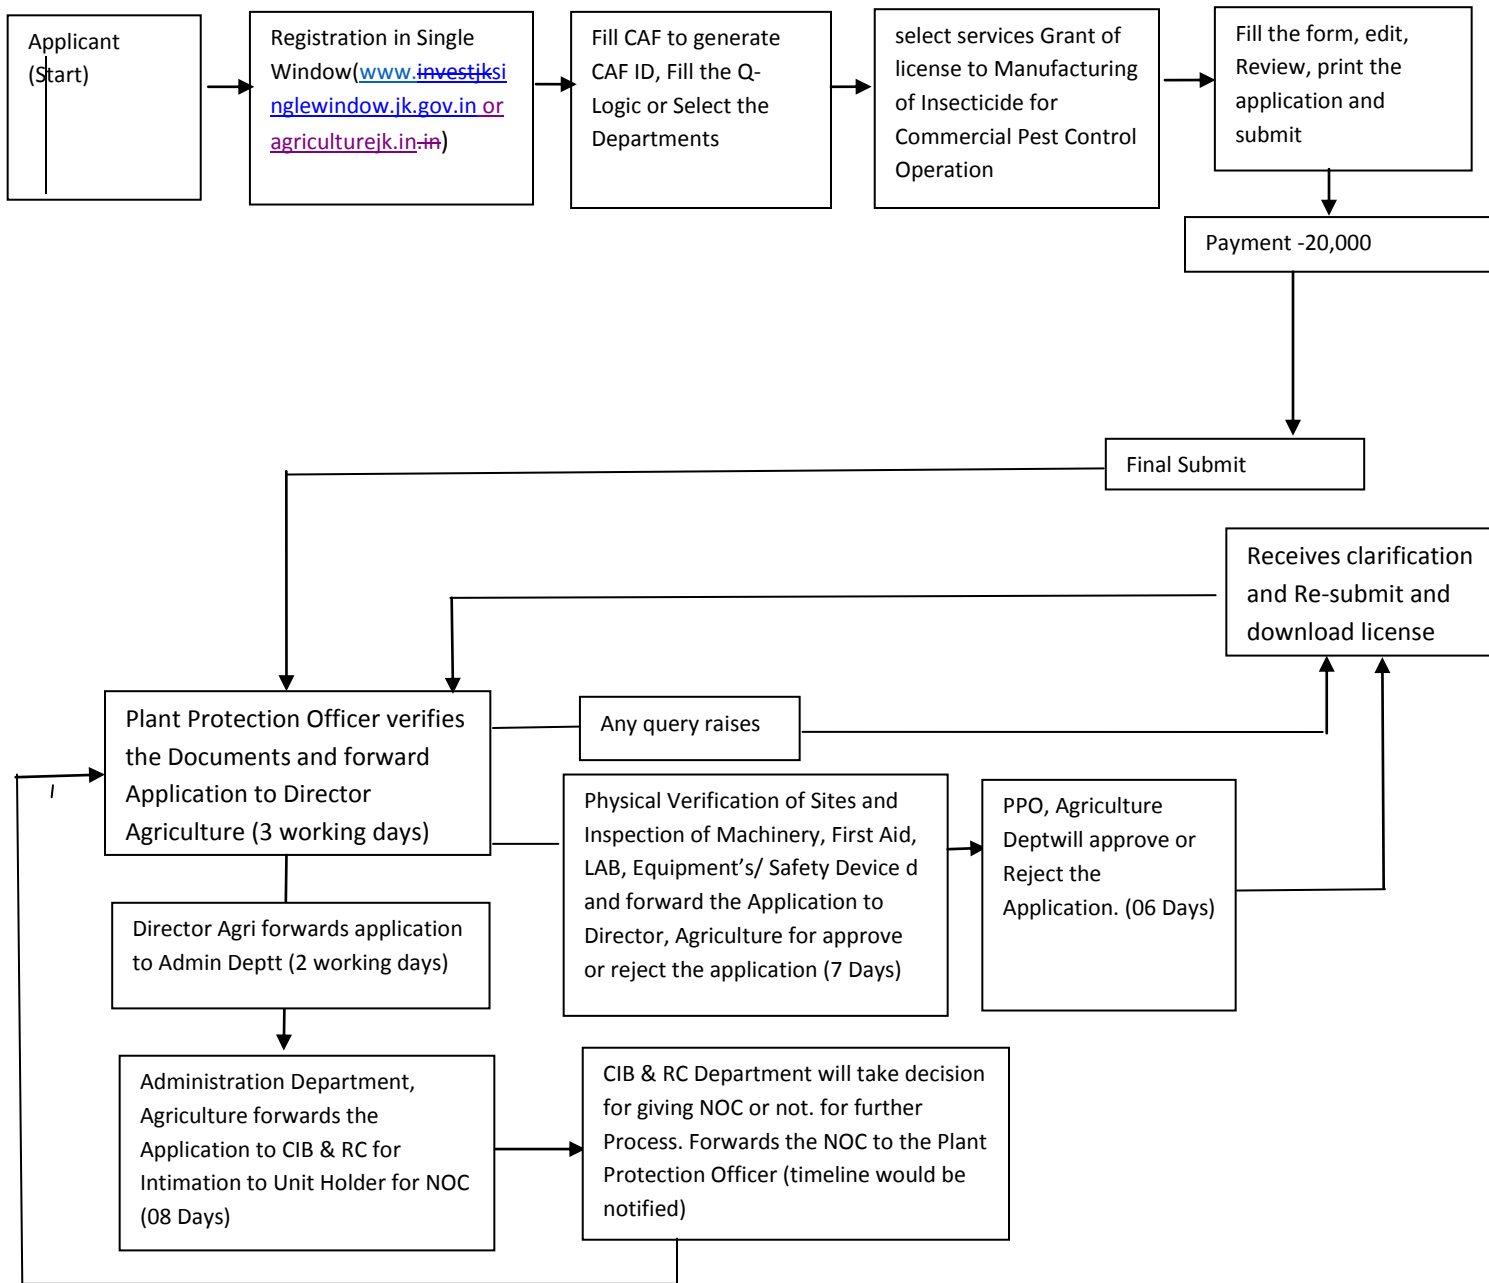 Applicant
(Start)
Registration in Single
Window(www.investjksi
nglewindow.jk.gov.in or
agriculturejk.in.in)
Fill CAF to generate
CAF ID, Fill the Q-
Logic or Select the
Departments
select services Grant of
license to Manufacturing
of Insecticide for
Commercial Pest Control
Operation
Fill the form, edit,
Review, print the
application and
submit
Payment -20,000
Final Submit
Receives clarification
and Re-submit and
download license
Plant Protection Officer verifies
the Documents and forward
Application to Director
Agriculture (3 working days)
Any query raises
Physical Verification of Sites and
Inspection of Machinery, First Aid,
LAB, Equipment’s/ Safety Device d
and forward the Application to
Director, Agriculture for approve
or reject the application (7 Days)
PPO, Agriculture
Deptwill approve or
Reject the
Application. (06 Days)
Director Agri forwards application
to Admin Deptt (2 working days)
Administration Department,
Agriculture forwards the
Application to CIB & RC for
Intimation to Unit Holder for NOC
(08 Days)
CIB & RC Department will take decision
for giving NOC or not. for further
Process. Forwards the NOC to the Plant
Protection Officer (timeline would be
notified)